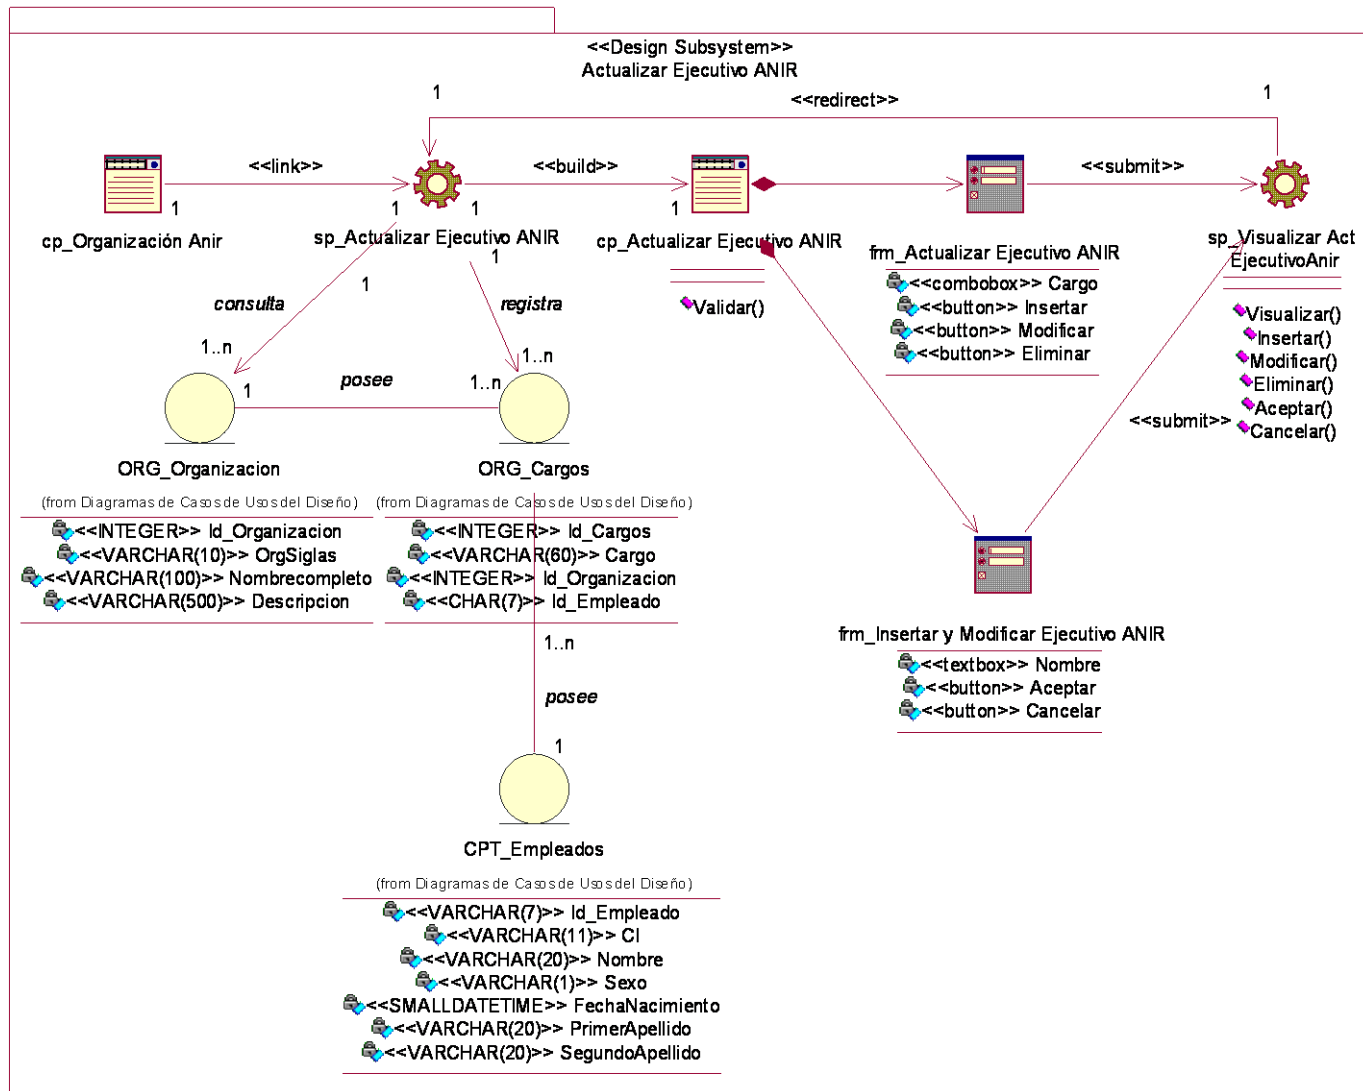 <<Design Subsystem>>
Actualizar Ejecutivo ANIR
1
<<redirect>>
1
<<link>>
<<build>>
<<submit>>
1
1
1
1
cp_Organización Anir
sp_Actualizar Ejecutivo ANIR
cp_Actualizar Ejecutivo ANIR
frm_Actualizar Ejecutivo ANIR
sp_Visualizar Act
EjecutivoAnir
1
1
<<combobox>> Cargo
<<button>> Insertar
<<button>> Modificar
<<button>> Eliminar
Validar()
Visualizar()
Insertar()
Modificar()
Eliminar()
Aceptar()
Cancelar()
consulta
registra
1..n
1..n
1
posee
1..n
<<submit>>
ORG_Organizacion
(from Diagramas de Casos de Usos del Diseño)
<<INTEGER>> Id_Organizacion
<<VARCHAR(10)>> OrgSiglas
<<VARCHAR(100)>> Nombrecompleto
<<VARCHAR(500)>> Descripcion
ORG_Cargos
(from Diagramas de Casos de Usos del Diseño)
<<INTEGER>> Id_Cargos
<<VARCHAR(60)>> Cargo
<<INTEGER>> Id_Organizacion
<<CHAR(7)>> Id_Empleado
frm_Insertar y Modificar Ejecutivo ANIR
<<textbox>> Nombre
<<button>> Aceptar
<<button>> Cancelar
1..n
posee
1
CPT_Empleados
(from Diagramas de Casos de Usos del Diseño)
<<VARCHAR(7)>> Id_Empleado
<<VARCHAR(11)>> CI
<<VARCHAR(20)>> Nombre
<<VARCHAR(1)>> Sexo
<<SMALLDATETIME>> FechaNacimiento
<<VARCHAR(20)>> PrimerApellido
<<VARCHAR(20)>> SegundoApellido